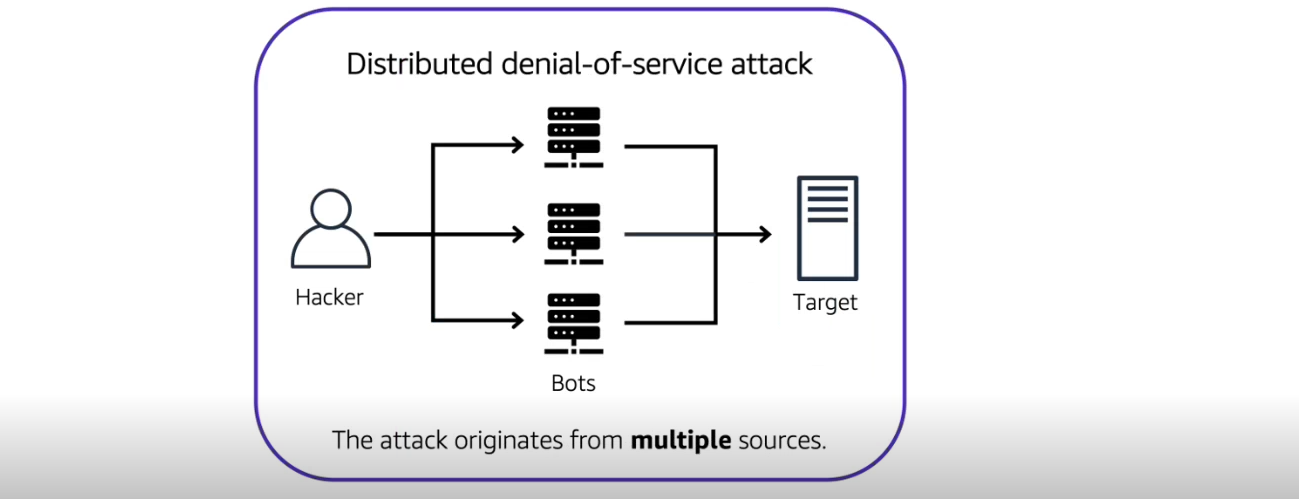 Distributed denial-of-service attack
Hacker
Bots
Target
The attack originates from multiple sources.